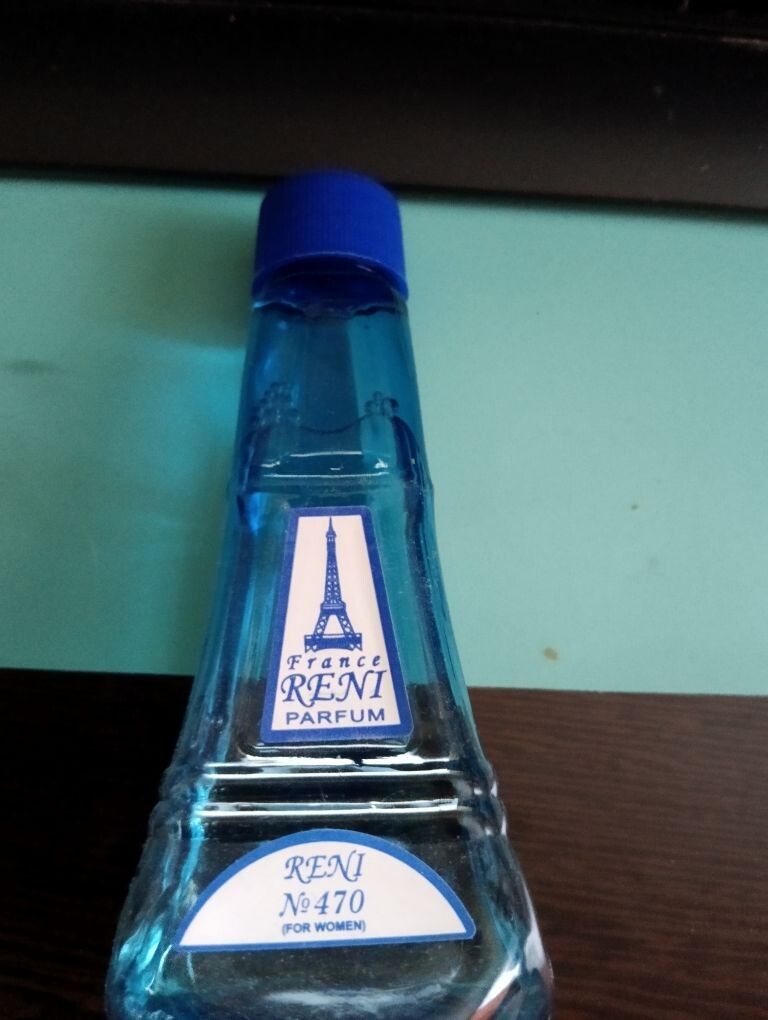 France
RENI
PARFUM
RENI
№470
(FOR WOMEN)